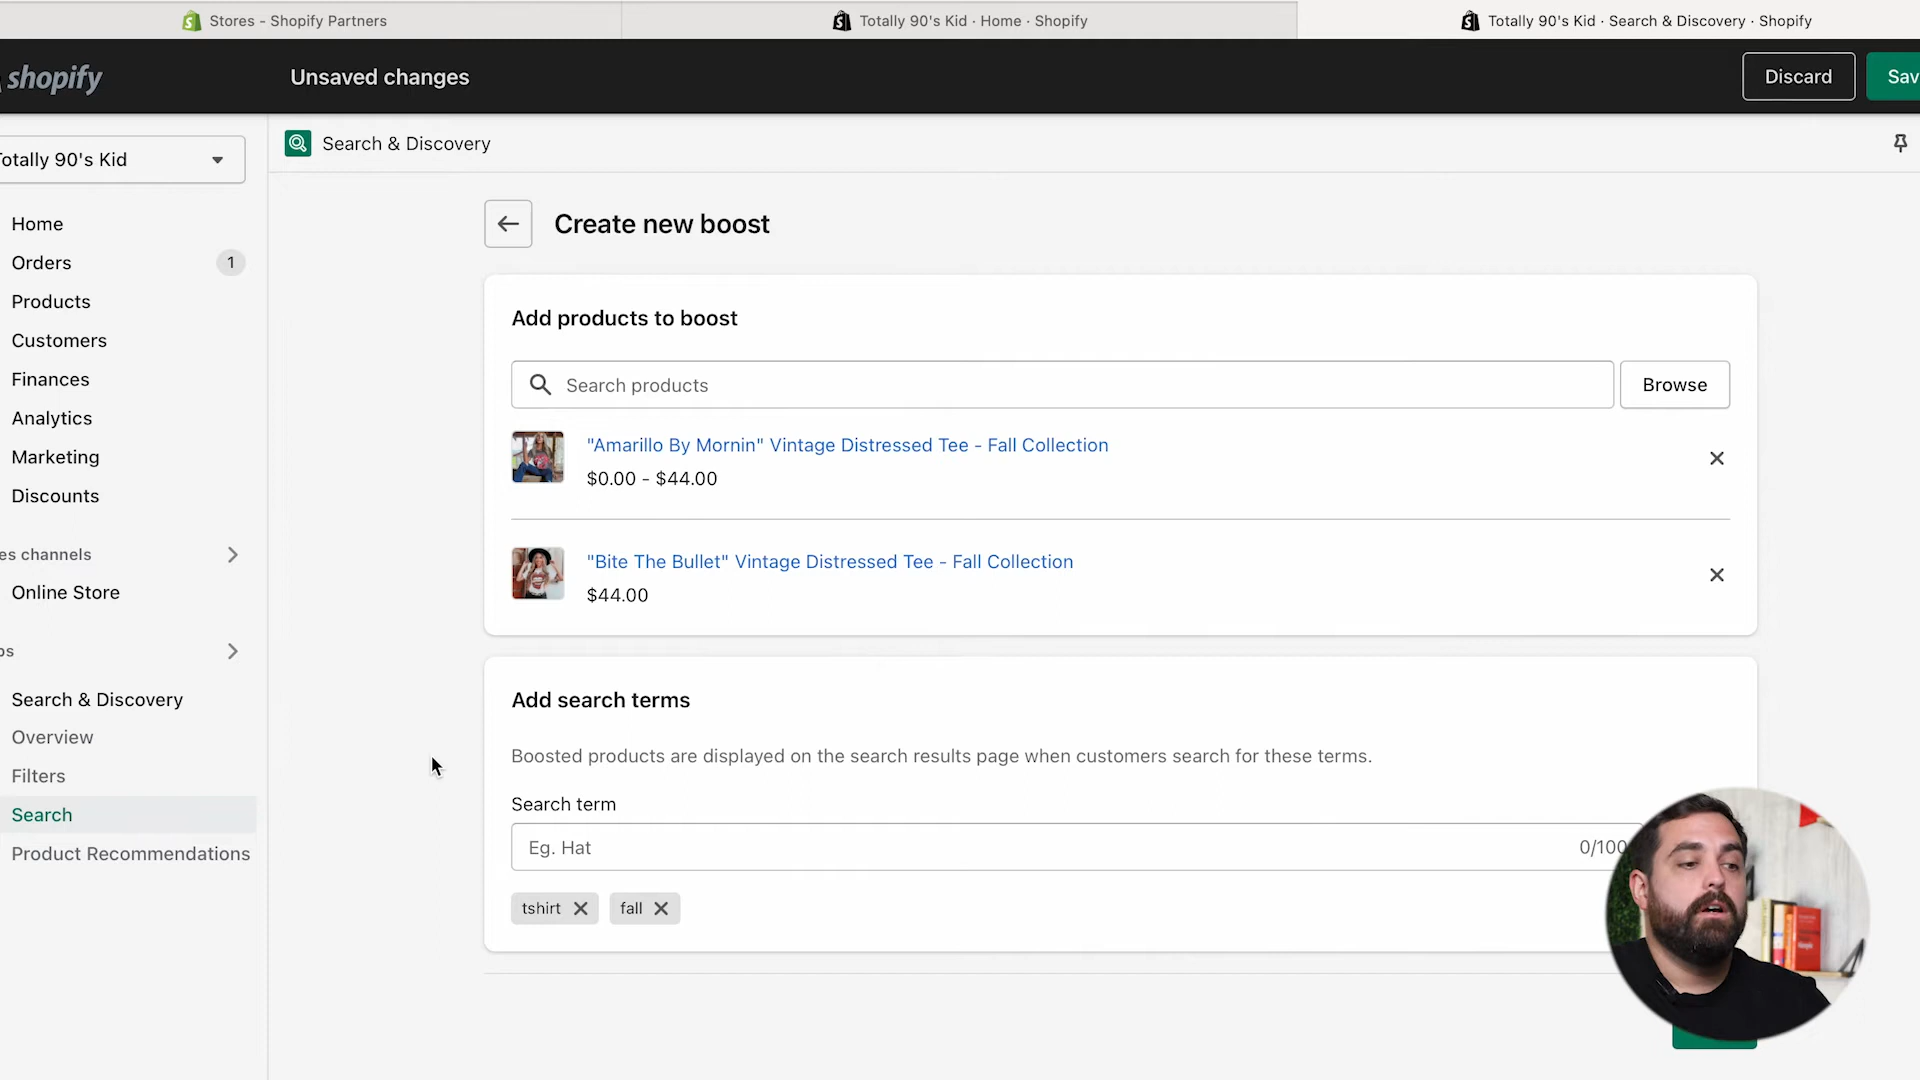 Stores - Shopify Partners
Totally 90's Kid · Home · Shopify
Totally 90's Kid · Search & Discovery · Shopify
shopify
Unsaved changes
Discard
Sav
Totally 90's Kid
Search & Discovery
Home
Orders
1
Products
Customers
Finances
Analytics
Marketing
Discounts
es channels
Online Store
ps
Search & Discovery
Overview
Filters
Search
Product Recommendations
Create new boost
Add products to boost
Search products
Browse
"Amarillo By Mornin" Vintage Distressed Tee - Fall Collection
$0.00 - $44.00
"Bite The Bullet" Vintage Distressed Tee - Fall Collection
$44.00
Add search terms
Boosted products are displayed on the search results page when customers search for these terms.
Search term
Eg. Hat
0/100
tshirt
fall